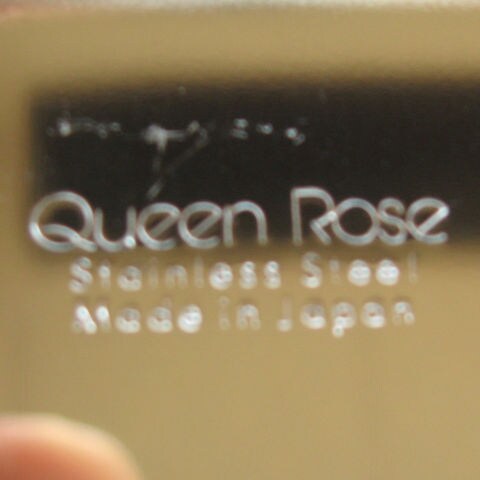 Queen Rose
Stainless Steel
Made in Japan